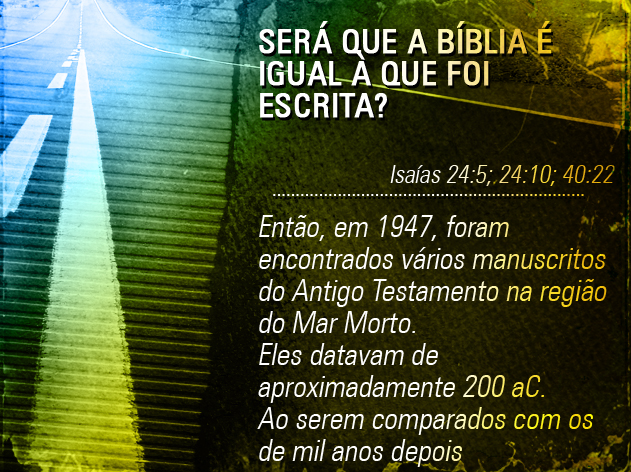 SERÁ QUE A BÍBLIA É
IGUAL À QUE FOI
ESCRITA?
Isaías 24:5; 24:10; 40:22
Então, em 1947, foram
encontrados vários manuscritos
do Antigo Testamento na região
do Mar Morto.
Eles datavam de
aproximadamente 200 aC.
Ao serem comparados com os
de mil anos depois